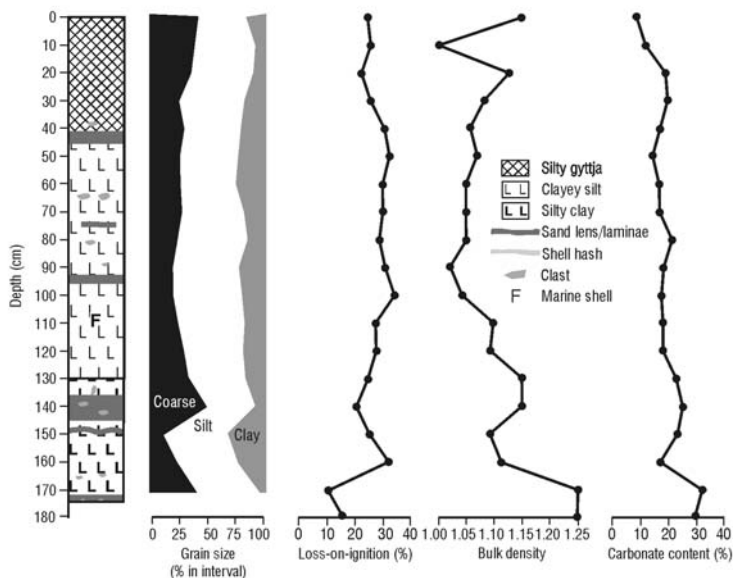 0
10
20
30
40
50
60
70
80
90
100
110
120
130
140
150
160
170
180
Depth (cm)
F
Coarse
Silt
Clay
Silty gyttja
Clayey silt
Silty clay
Sand lens/laminae
Shell hash
Clast
F Marine shell
0 25 50 75 100
Grain size
(% in interval)
0 10 20 30 40
Loss-on-ignition (%)
1.00 1.05 1.10 1.15 1.20 1.25
Bulk density
0 10 20 30 40
Carbonate content (%)